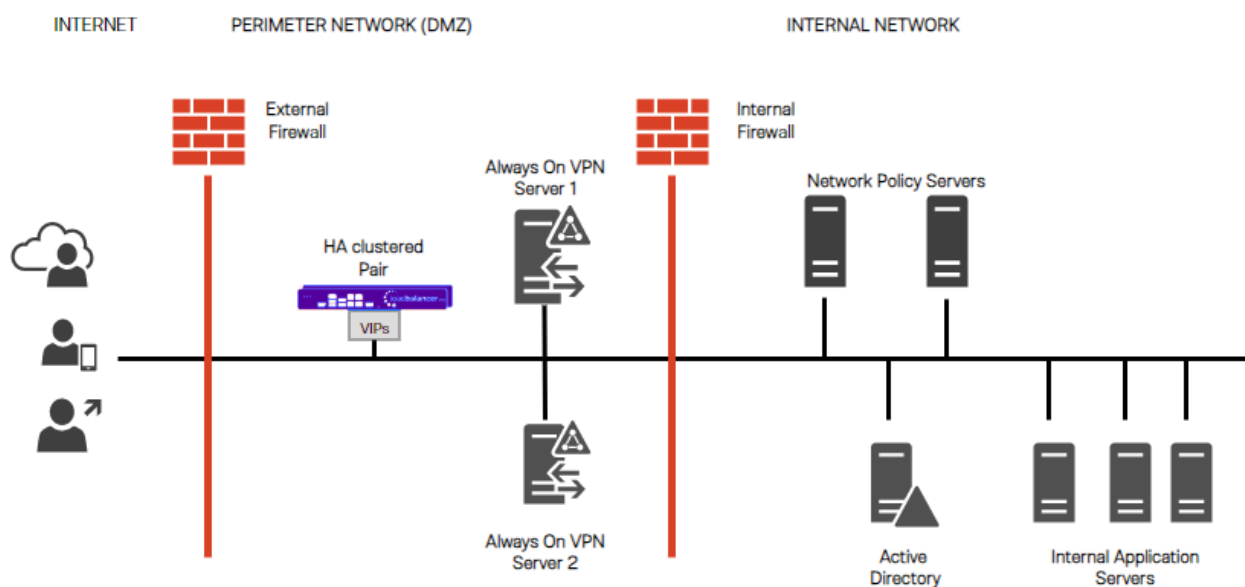 INTERNET
PERIMETER NETWORK (DMZ)
INTERNAL NETWORK
External
Firewall
Internal
Firewall
Always On VPN
Server 1
Network Policy Servers
HA clustered
Pair
loadbalancer
VIPs
Always On VPN
Server 2
Active
Directory
Internal Application
Servers